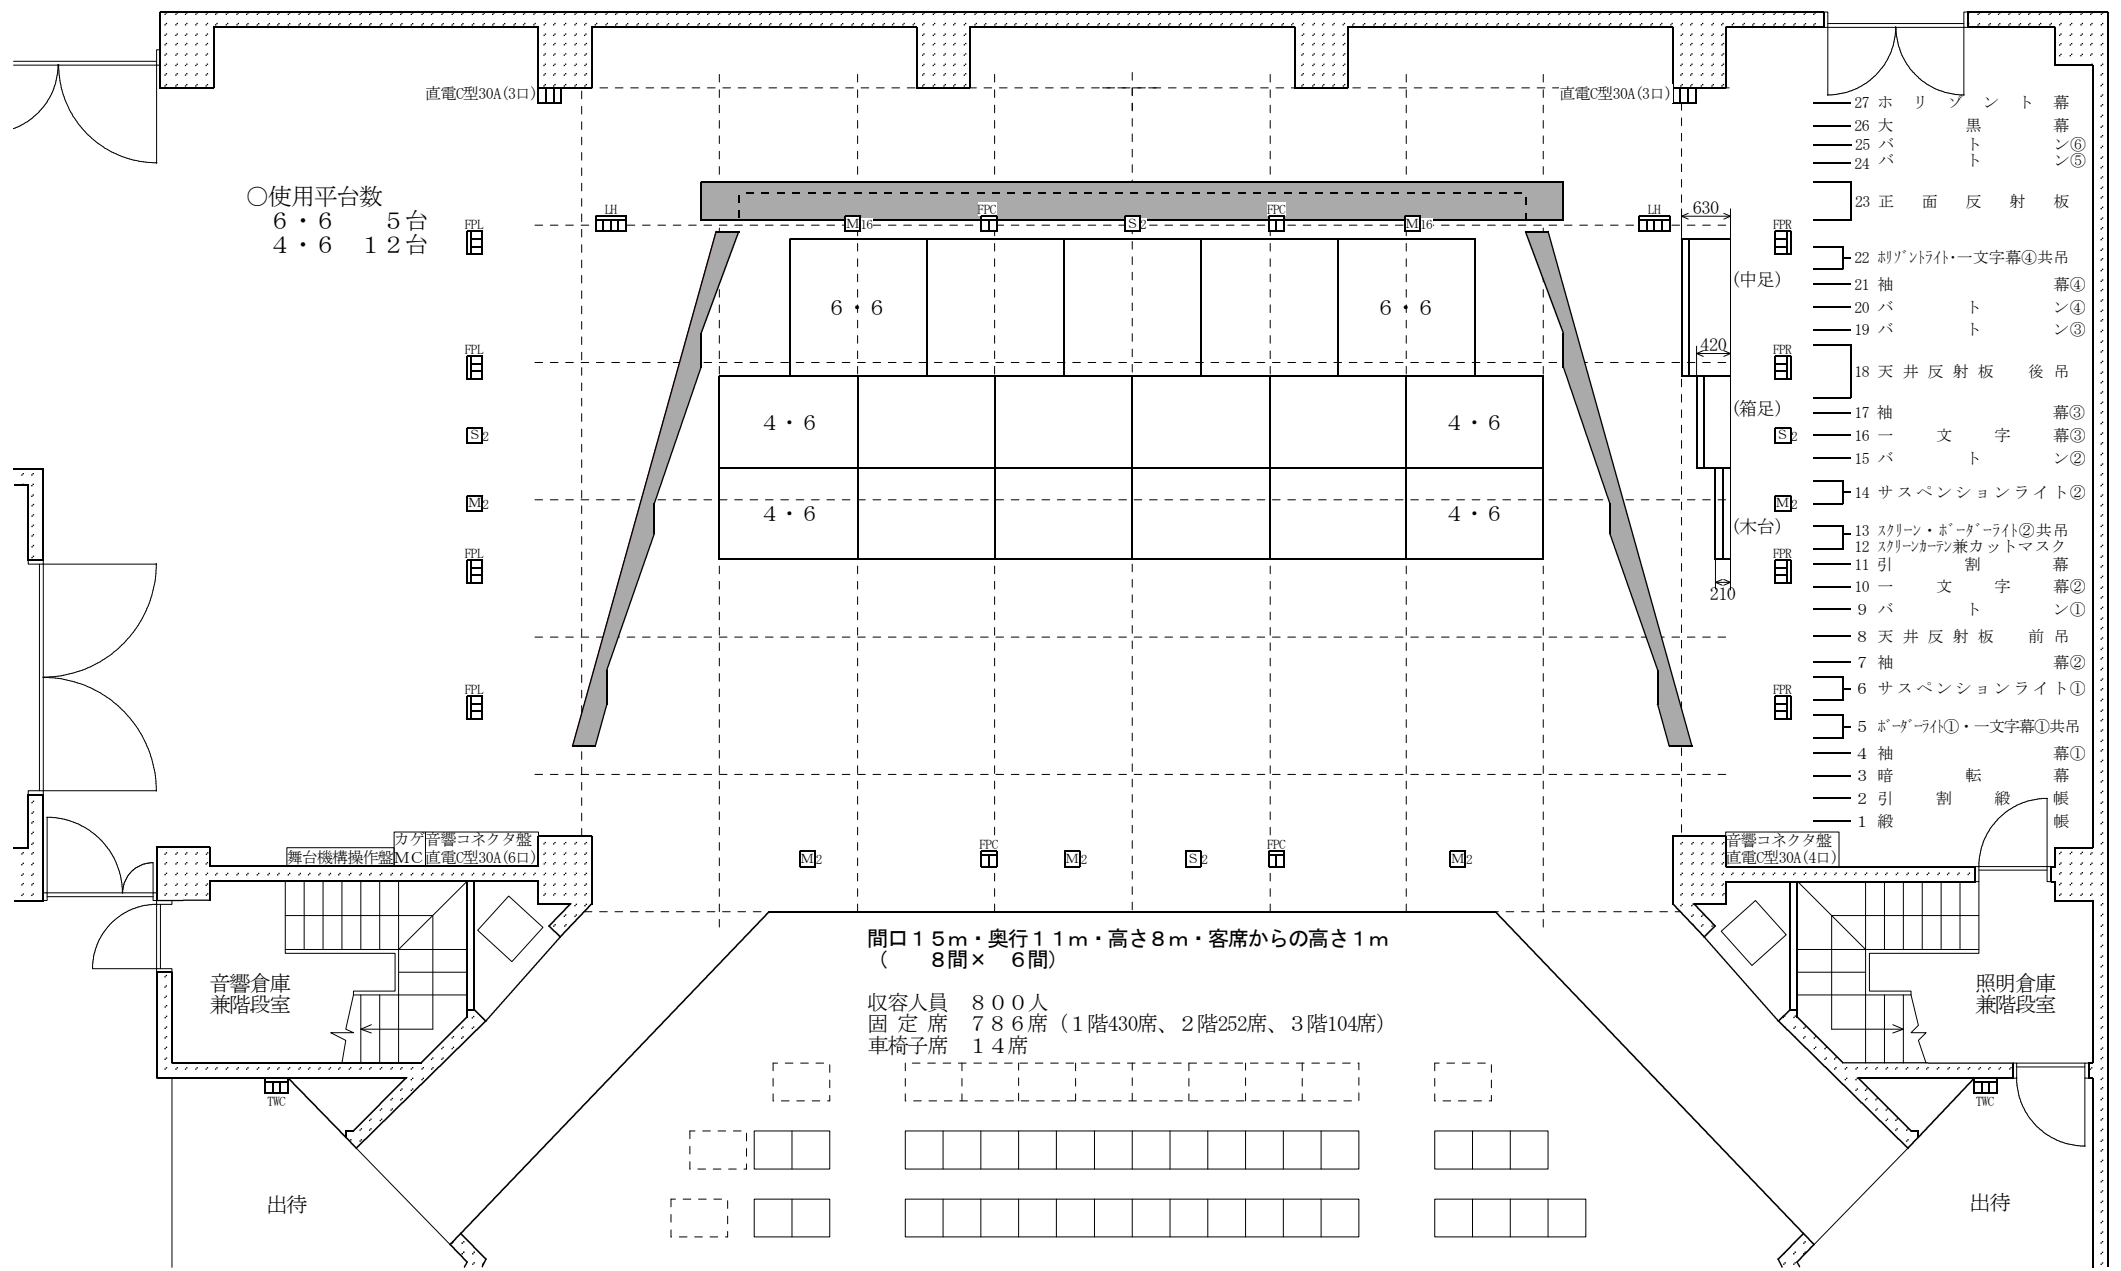 直電C型30A(3口)
直電C型30A(3口)
○使用平台数
6・6 5台
4・6 12台
FPL
LH
M16
FPC
S2
FPC
M16
LH
630
FPR
6・6
6・6
(中足)
FPL
420
FPR
4・6
4・6
(箱足)
S2
S2
M2
M2
4・6
4・6
(木台)
FPL
FPR
210
FPL
FPR
27 ホリゾント幕
26 大黒幕
25 バトン⑥
24 バトン⑤
23 正面反射板
22 ホリゾントライト・一文字幕④共吊
21 袖幕④
20 バトン④
19 バトン③
18 天井反射板 後吊
17 袖幕③
16 一文字幕③
15 バトン②
14 サスペンションライト②
13 スクリーン・ボーダーライト②共吊
12 スクリーンカーテン兼カットマスク
11 引割幕
10 一文字幕②
9 バトン①
8 天井反射板 前吊
7 袖幕②
6 サスペンションライト①
5 ボーダーライト①・一文字幕①共吊
4 袖幕①
3 暗転幕
2 引割緞帳
1 緞帳
舞台機構操作盤
カゲ
MC
音響コネクタ盤
直電C型30A(6口)
M2
FPC
M2
S2
FPC
M2
音響コネクタ盤
直電C型30A(4口)
間口15m・奥行11m・高さ8m・客席からの高さ1m
( 8間× 6間)
収容人員 800人
固定席 786席(1階430席、2階252席、3階104席)
車椅子席 14席
音響倉庫
兼階段室
照明倉庫
兼階段室
TWC
TWC
出待
出待